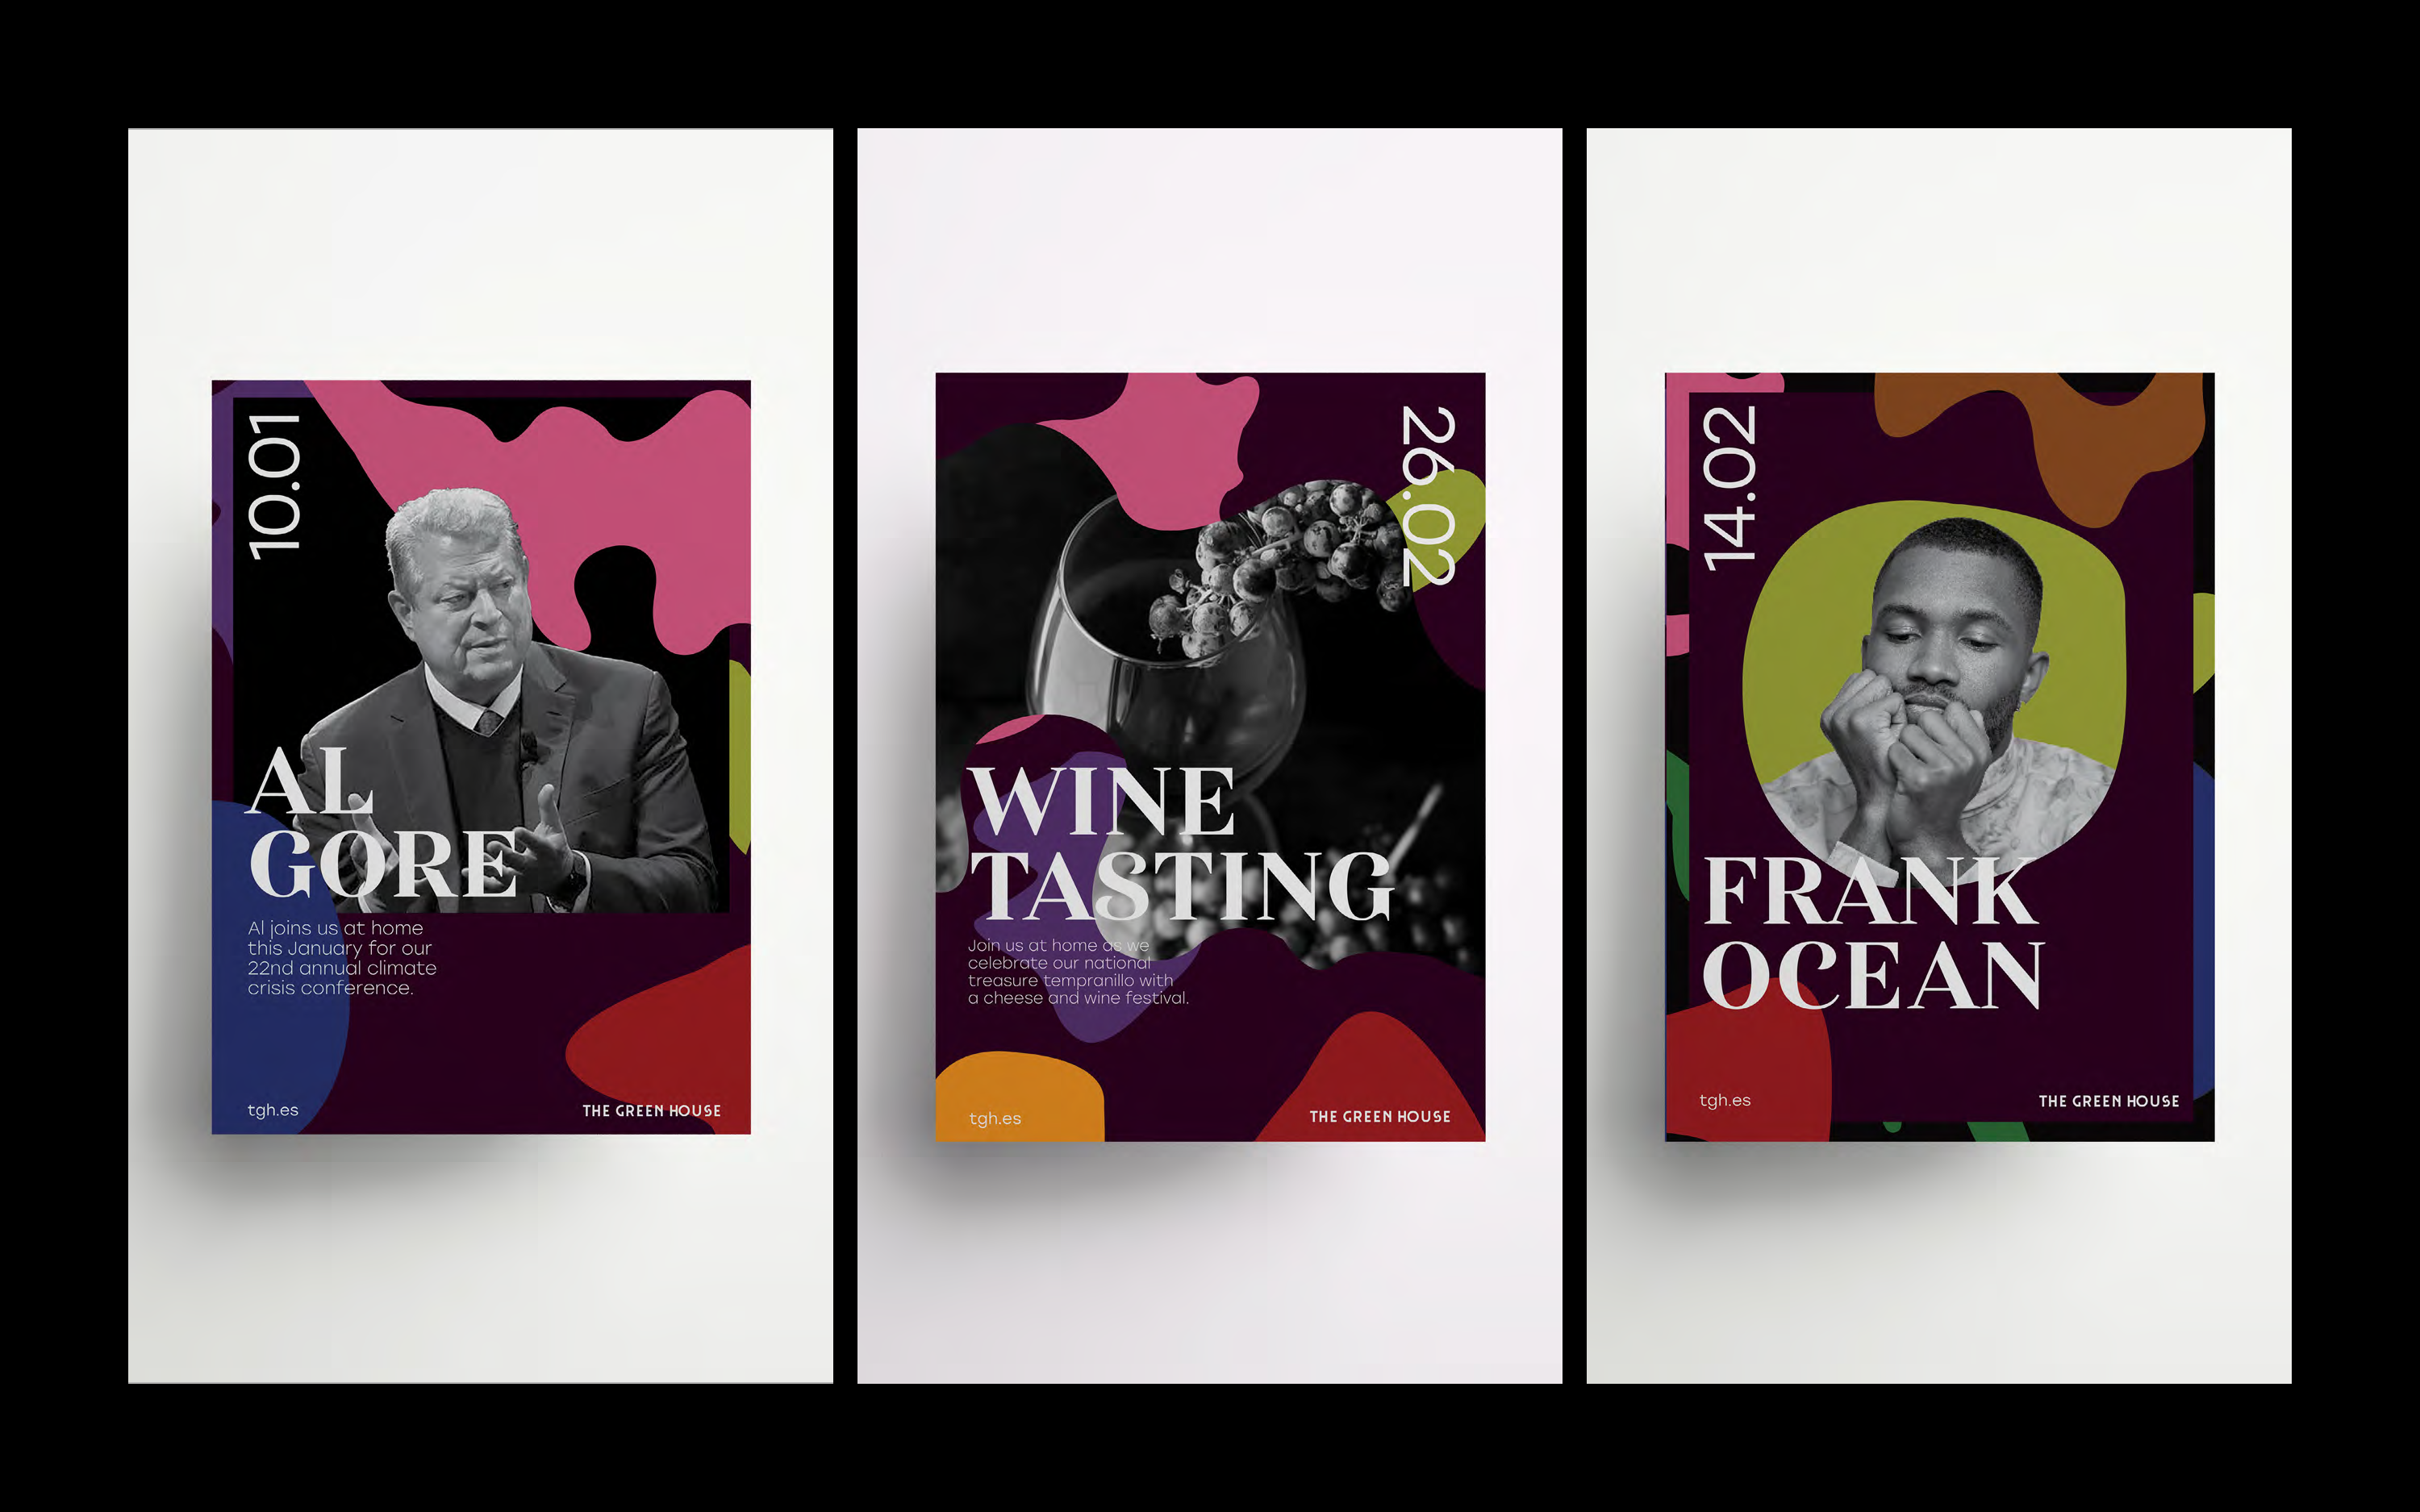 10.01
AL
GORE
Al joins us at home
this January for our
22nd annual climate
crisis conference.
tgh.es
THE GREEN HOUSE
26.02
WINE
TASTING
Join us at home as we
celebrate our national
treasure tempranillo with
a cheese and wine festival.
tgh.es
THE GREEN HOUSE
14.02
FRANK
OCEAN
tgh.es
THE GREEN HOUSE